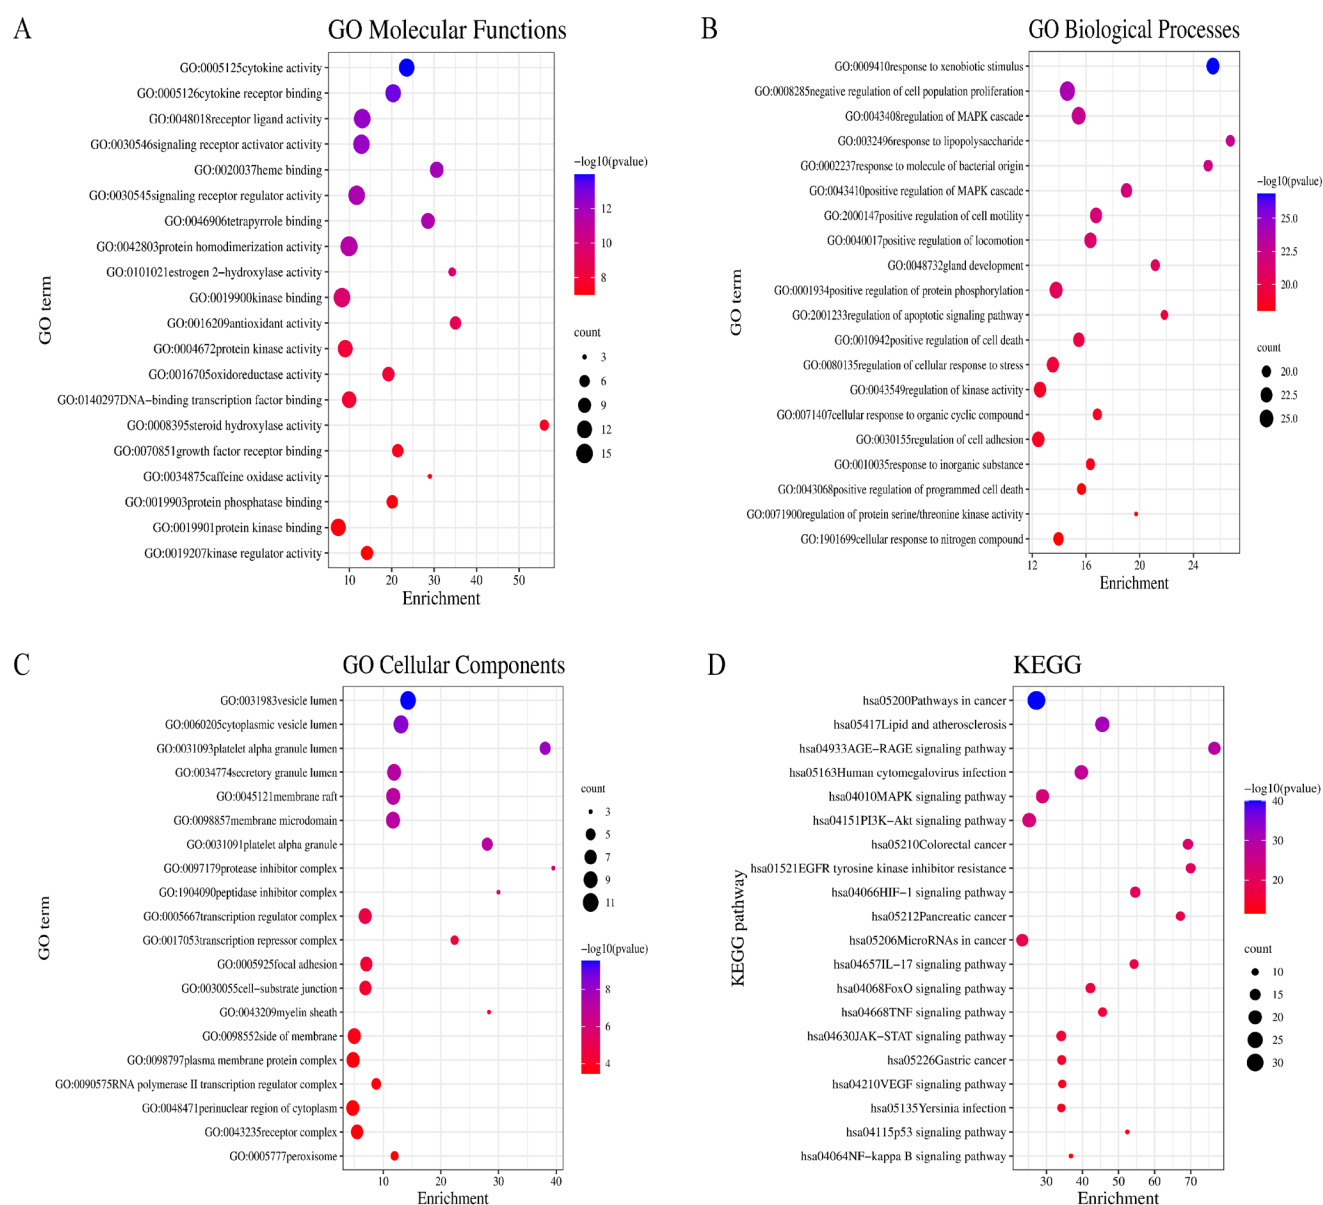 A
GO Molecular Functions
GO:0005125cytokine activity
GO:0005126cytokine receptor binding
GO:0048018receptor ligand activity
GO:0030546signaling receptor activator activity
GO:0020037heme binding
GO:0030545signaling receptor regulator activity
GO:0046906tetrapyrrole binding
GO:0042803protein homodimerization activity
GO:0101021estrogen 2−hydroxylase activity
GO:0019900kinase binding
GO:0016209antioxidant activity
GO:0004672protein kinase activity
GO:0016705oxidoreductase activity
GO:0140297DNA−binding transcription factor binding
GO:0008395steroid hydroxylase activity
GO:0070851growth factor receptor binding
GO:0034875caffeine oxidase activity
GO:0019903protein phosphatase binding
GO:0019901protein kinase binding
GO:0019207kinase regulator activity
GO term
10 20 30 40 50
Enrichment
−log10(pvalue)
12
10
8
count
3
6
9
12
15
B
GO Biological Processes
GO:0009410response to xenobiotic stimulus
GO:0008285negative regulation of cell population proliferation
GO:0043408regulation of MAPK cascade
GO:0032496response to lipopolysaccharide
GO:0002237response to molecule of bacterial origin
GO:0043410positive regulation of MAPK cascade
GO:2000147positive regulation of cell motility
GO:0040017positive regulation of locomotion
GO:0048732gland development
GO:0001934positive regulation of protein phosphorylation
GO:2001233regulation of apoptotic signaling pathway
GO:0010942positive regulation of cell death
GO:0080135regulation of cellular response to stress
GO:0043549regulation of kinase activity
GO:0071407cellular response to organic cyclic compound
GO:0030155regulation of cell adhesion
GO:0010035response to inorganic substance
GO:0043068positive regulation of programmed cell death
GO:0071900regulation of protein serine/threonine kinase activity
GO:1901699cellular response to nitrogen compound
GO term
12 16 20 24
Enrichment
−log10(pvalue)
25.0
22.5
20.0
count
20.0
22.5
25.0
C
GO Cellular Components
GO:0031983vesicle lumen
GO:0060205cytoplasmic vesicle lumen
GO:0031093platelet alpha granule lumen
GO:0034774secretory granule lumen
GO:0045121membrane raft
GO:0098857membrane microdomain
GO:0031091platelet alpha granule
GO:0097179protease inhibitor complex
GO:1904090peptidase inhibitor complex
GO:0005667transcription regulator complex
GO:0017053transcription repressor complex
GO:0005925focal adhesion
GO:0030055cell−substrate junction
GO:0043209myelin sheath
GO:0098552side of membrane
GO:0098797plasma membrane protein complex
GO:0090575RNA polymerase II transcription regulator complex
GO:0048471perinuclear region of cytoplasm
GO:0043235receptor complex
GO:0005777peroxisome
GO term
10 20 30 40
Enrichment
count
3
5
7
9
11
−log10(pvalue)
8
6
4
D
KEGG
hsa05200Pathways in cancer
hsa05417Lipid and atherosclerosis
hsa04933AGE−RAGE signaling pathway
hsa05163Human cytomegalovirus infection
hsa04010MAPK signaling pathway
hsa04151PI3K−Akt signaling pathway
hsa05210Colorectal cancer
hsa01521EGFR tyrosine kinase inhibitor resistance
hsa04066HIF−1 signaling pathway
hsa05212Pancreatic cancer
hsa05206MicroRNAs in cancer
hsa04657IL−17 signaling pathway
hsa04068FoxO signaling pathway
hsa04668TNF signaling pathway
hsa04630JAK−STAT signaling pathway
hsa05226Gastric cancer
hsa04210VEGF signaling pathway
hsa05135Yersinia infection
hsa04115p53 signaling pathway
hsa04064NF−kappa B signaling pathway
KEGG pathway
30 40 50 60 70
Enrichment
−log10(pvalue)
40
30
20
count
10
15
20
25
30